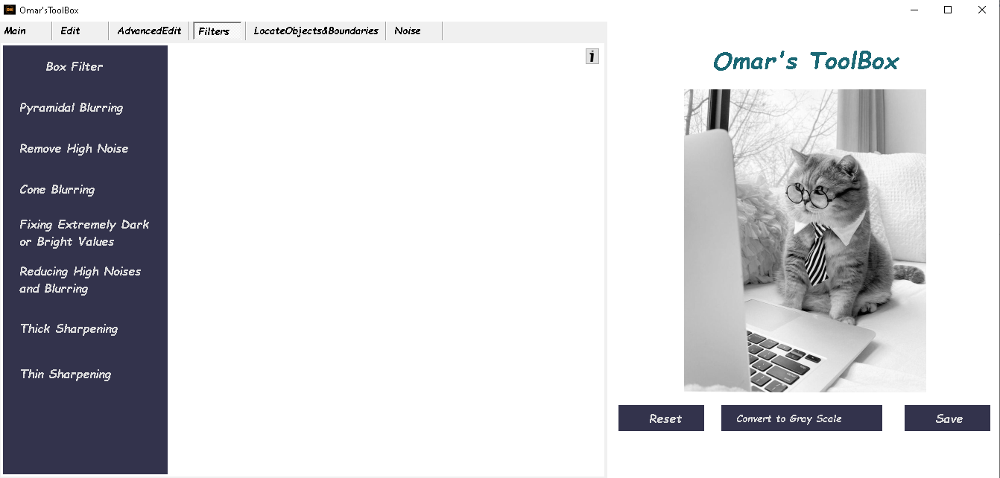 Omar'sToolBox
Main
Edit
AdvancedEdit
Filters
LocateObjects&Boundaries
Noise
Box Filter
Pyramidal Blurring
Remove High Noise
Cone Blurring
Fixing Extremely Dark
or Bright Values
Reducing High Noises
and Blurring
Thick Sharpening
Thin Sharpening
i
Omar's ToolBox
Reset
Convert to Gray Scale
Save